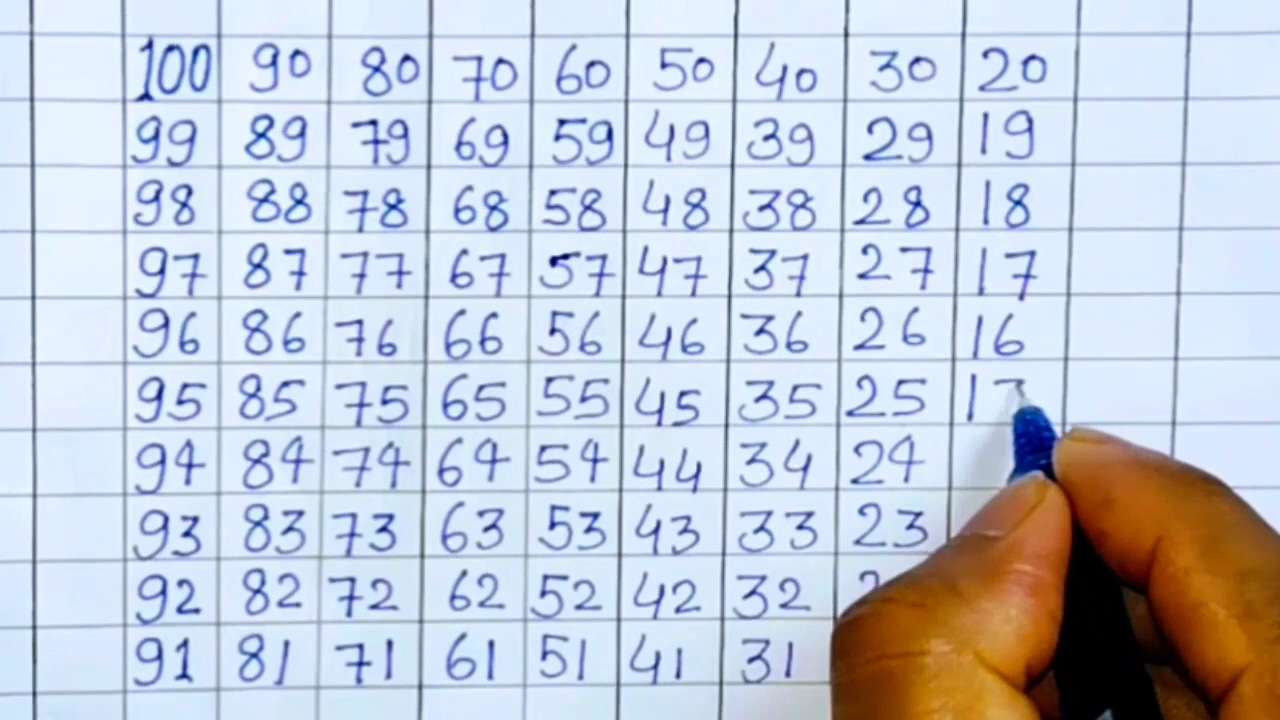 100 90 80 70 60 50 40 30 20
99 89 79 69 59 49 39 29 19
98 88 78 68 58 48 38 28 18
97 87 77 67 57 47 37 27 17
96 86 76 66 56 46 36 26 16
95 85 75 65 55 45 35 25 1
94 84 74 64 54 44 34 24
93 83 73 63 53 43 33 23
92 82 72 62 52 42 32
91 81 71 61 51 41 31